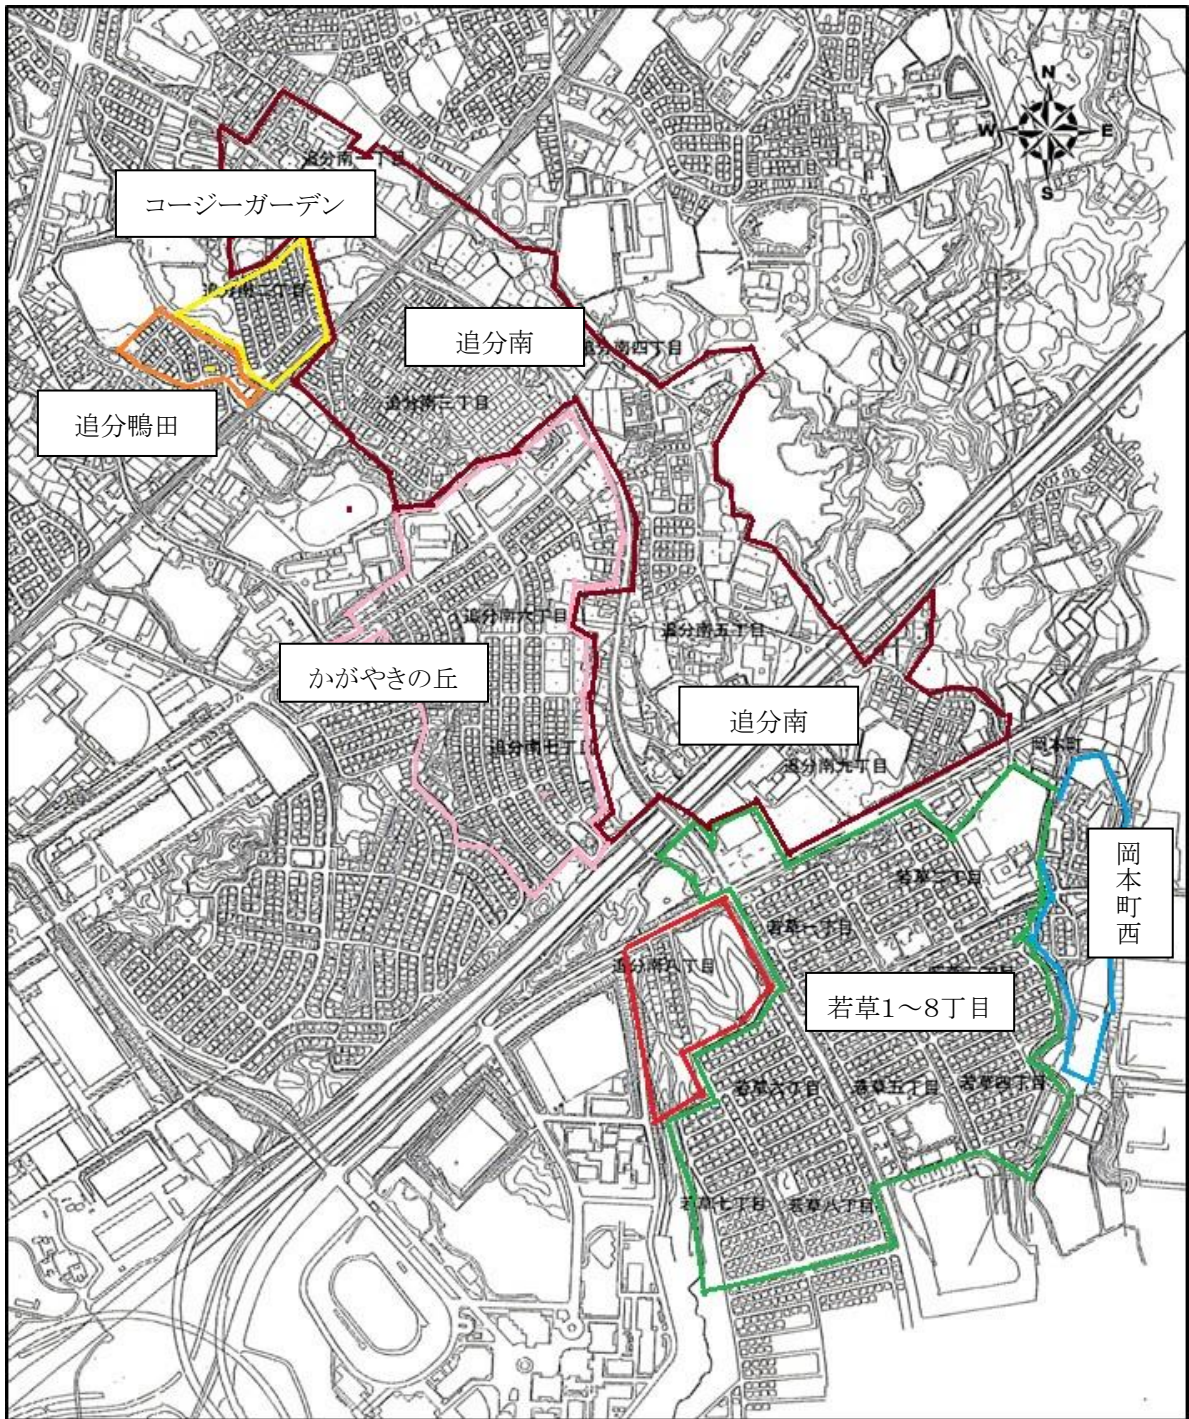 N
W
E
S
追分南一丁目
コージーガーデン
追分南二丁目
追分南
追分南四丁目
追分南三丁目
追分鴨田
追分南六丁目
追分南五丁目
かがやきの丘
追分南
追分南七丁目
岡本町
追分南九丁目
岡本町西
若草二丁目
若草一丁目
追分南八丁目
若草1～8丁目
若草六丁目
若草五丁目
若草四丁目
若草七丁目
若草八丁目